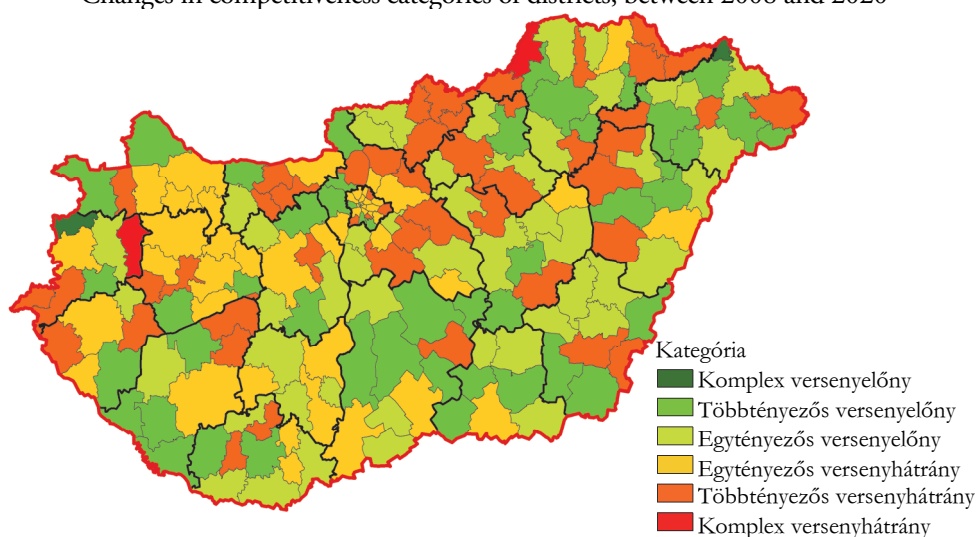 Changes in competitiveness categories of districts, between 2008 and 2020
Kategória
Komplex versenyelőny
Többtényezős versenyelőny
Egytényezős versenyelőny
Egytényezős versenyhátrány
Többtényezős versenyhátrány
Komplex versenyhátrány